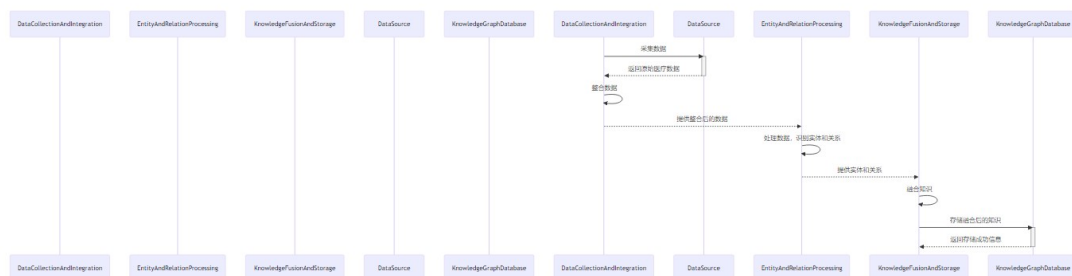 DataCollectionAndIntegration
EntityAndRelationProcessing
KnowledgeFusionAndStorage
DataSource
KnowledgeGraphDatabase
DataCollectionAndIntegration
DataSource
EntityAndRelationProcessing
KnowledgeFusionAndStorage
KnowledgeGraphDatabase
采集数据
返回原始医疗数据
整合数据
提供整合后的数据
处理数据，识别实体和关系
提供实体和关系
融合知识
存储融合后的知识
返回存储成功信息
DataCollectionAndIntegration
EntityAndRelationProcessing
KnowledgeFusionAndStorage
DataSource
KnowledgeGraphDatabase
DataCollectionAndIntegration
DataSource
EntityAndRelationProcessing
KnowledgeFusionAndStorage
KnowledgeGraphDatabase